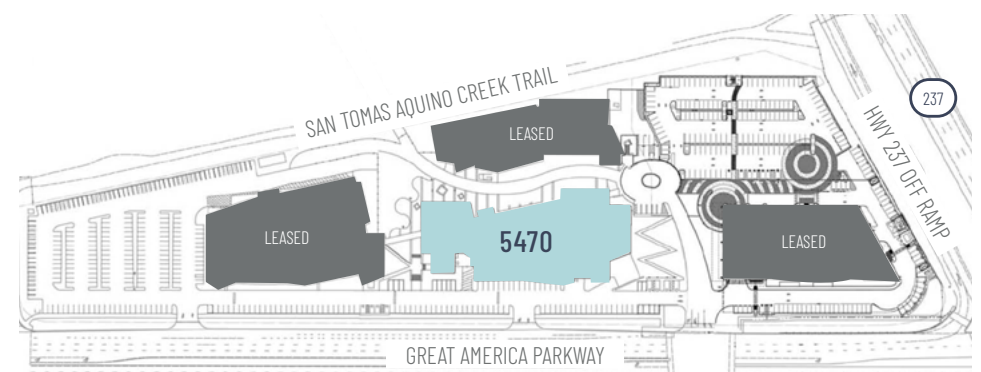 SAN TOMAS AQUINO CREEK TRAIL
237
HWY 237 OFF RAMP
LEASED
LEASED
5470
LEASED
GREAT AMERICA PARKWAY